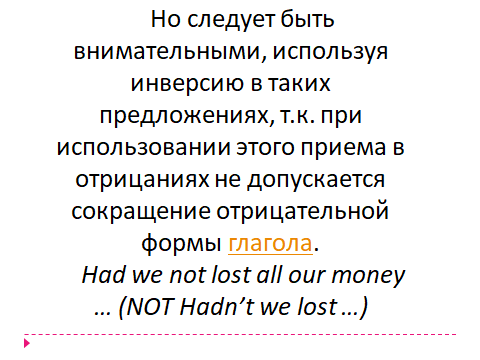 Но следует быть
внимательными, используя
инверсию в таких
предложениях, т.к. при
использовании этого приема в
отрицаниях не допускается
сокращение отрицательной
формы глагола.
Had we not lost all our money
… (NOT Hadn’t we lost …)